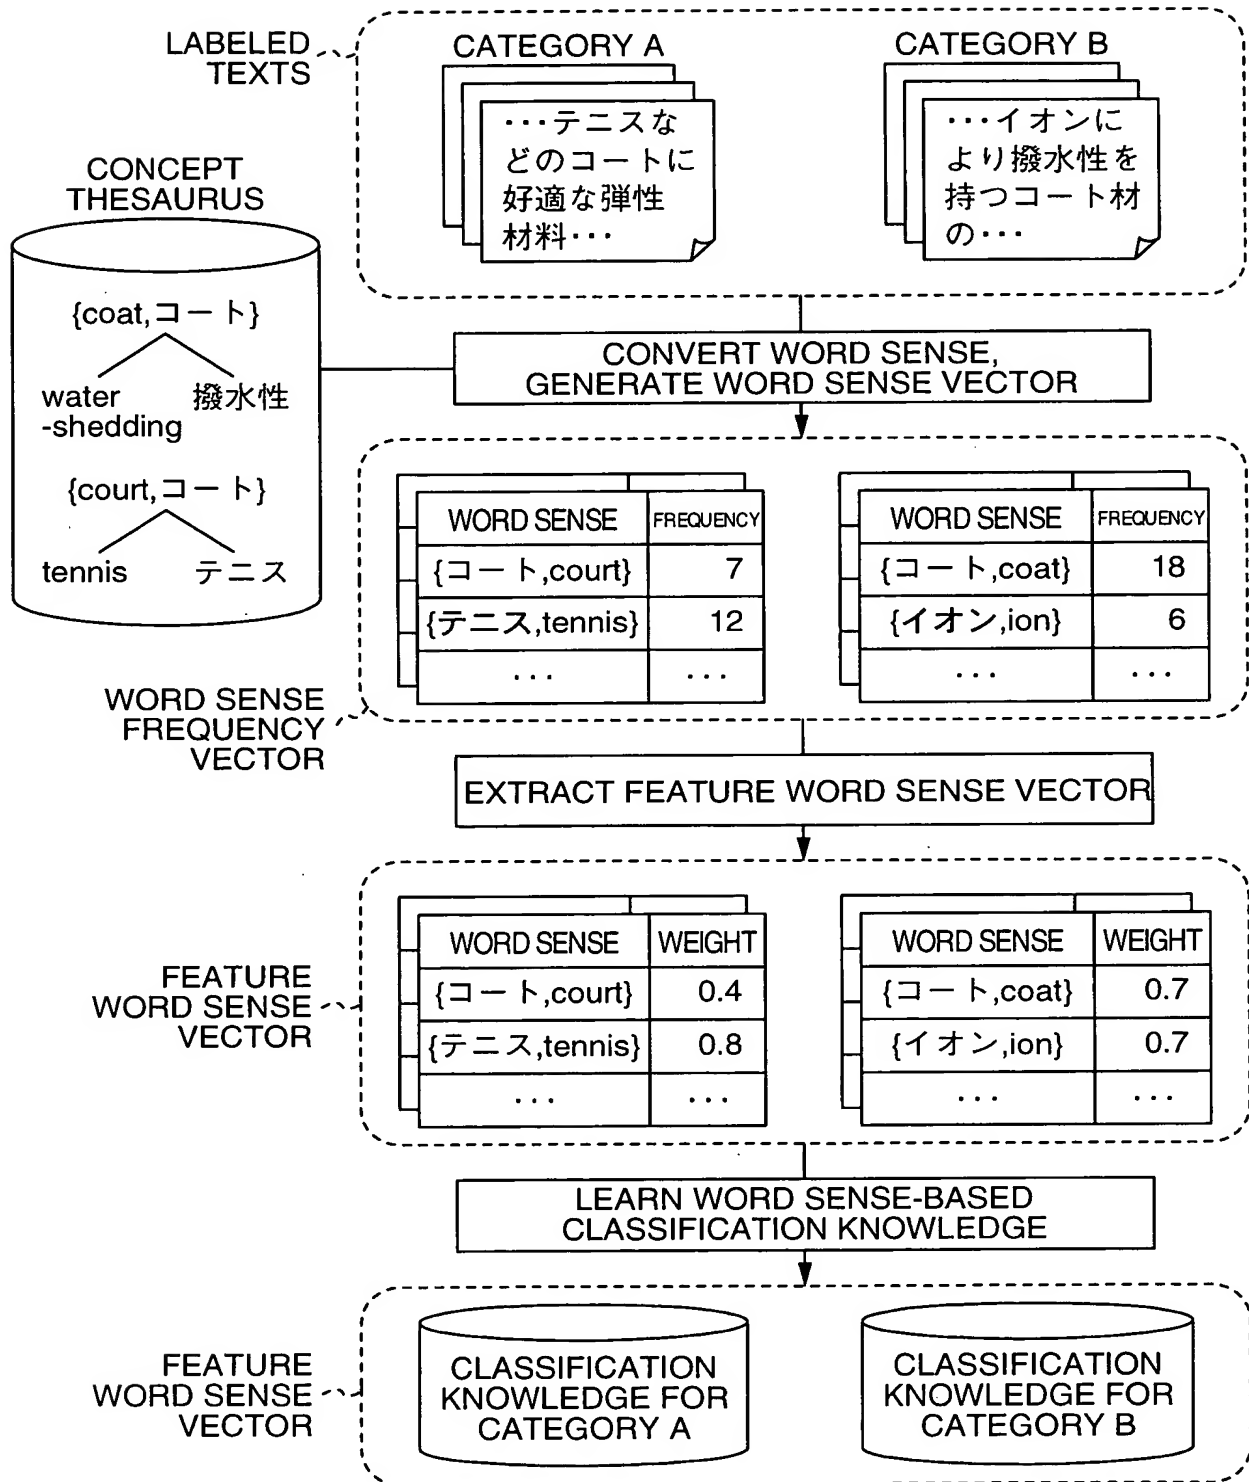 LABELED
TEXTS
CATEGORY A
CATEGORY B
・・・テニスな
どのコートに
好適な弾性
材料・・・
・・・イオンに
より撥水性を
持つコート材
の・・・
CONCEPT
THESAURUS
{coat,コート}
water
-shedding
撥水性
{court,コート}
tennis
テニス
CONVERT WORD SENSE,
GENERATE WORD SENSE VECTOR
WORD SENSE
FREQUENCY
VECTOR
WORD SENSE FREQUENCY
{コート,court} 7
{テニス,tennis} 12
... ...
WORD SENSE FREQUENCY
{コート,coat} 18
{イオン,ion} 6
... ...
EXTRACT FEATURE WORD SENSE VECTOR
FEATURE
WORD SENSE
VECTOR
WORD SENSE WEIGHT
{コート,court} 0.4
{テニス,tennis} 0.8
... ...
WORD SENSE WEIGHT
{コート,coat} 0.7
{イオン,ion} 0.7
... ...
LEARN WORD SENSE-BASED
CLASSIFICATION KNOWLEDGE
FEATURE
WORD SENSE
VECTOR
CLASSIFICATION
KNOWLEDGE FOR
CATEGORY A
CLASSIFICATION
KNOWLEDGE FOR
CATEGORY B